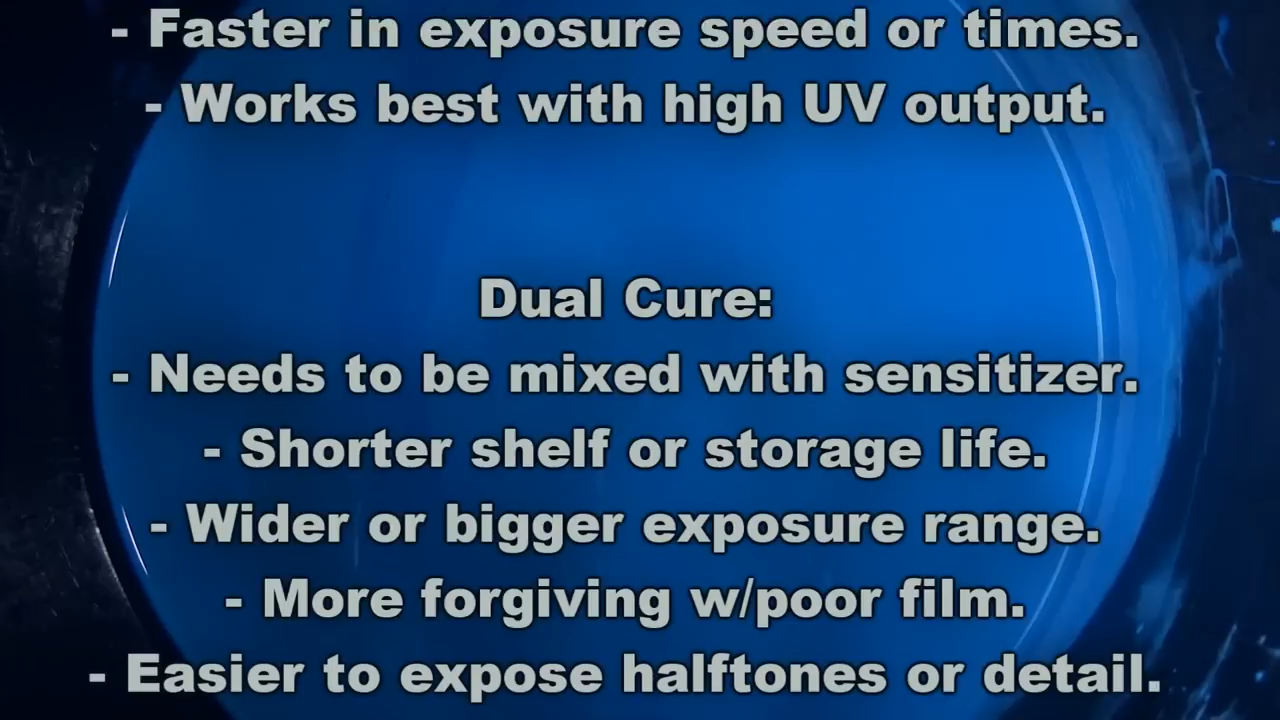 - Faster in exposure speed or times.
- Works best with high UV output.
Dual Cure:
- Needs to be mixed with sensitizer.
- Shorter shelf or storage life.
- Wider or bigger exposure range.
- More forgiving w/poor film.
- Easier to expose halftones or detail.